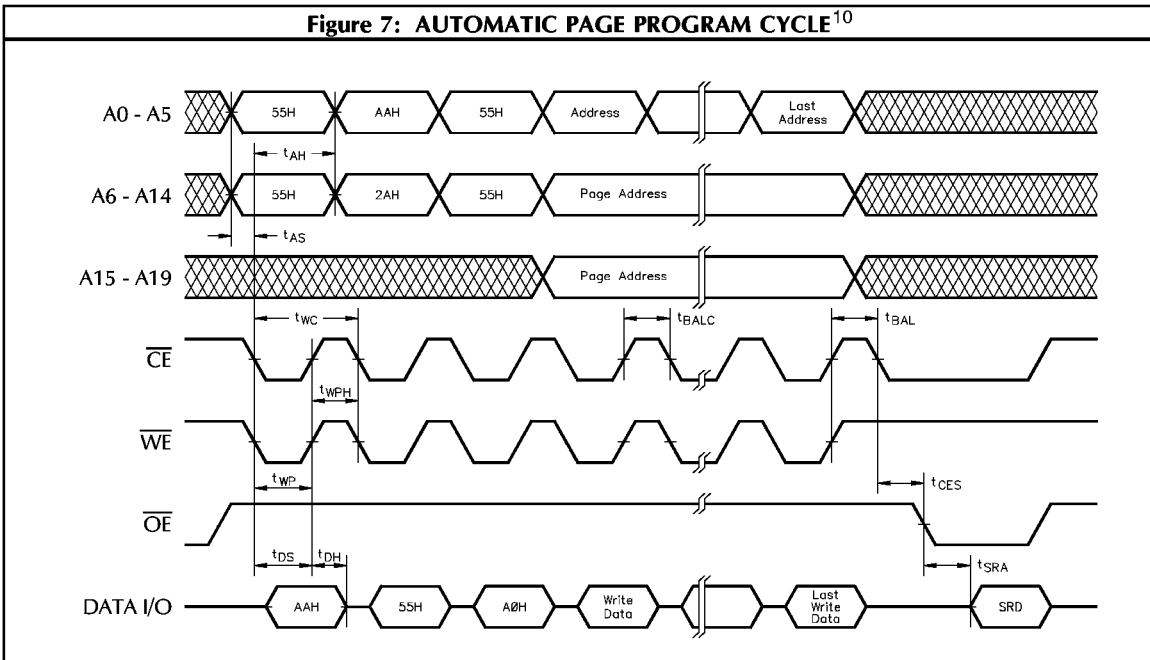 Figure 7: AUTOMATIC PAGE PROGRAM CYCLE10
A0 - A5
55H
AAH
55H
Address
Last
Address
tAH
A6 - A14
55H
2AH
55H
Page Address
tAS
A15 - A19
Page Address
tWC
tBALC
tBAL
CE
tWPH
WE
tWP
tCES
OE
tDS
tDH
tSRA
DATA I/O
AAH
55H
AØH
Write
Data
Last
Write
Data
SRD